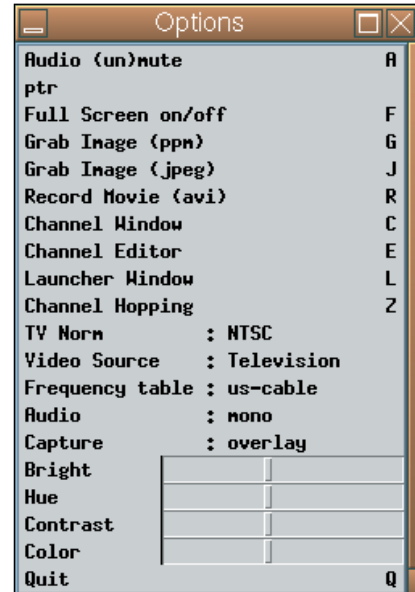 Options
Audio (un)mute A
ptr
Full Screen on/off F
Grab Image (ppm) G
Grab Image (jpeg) J
Record Movie (avi) R
Channel Window C
Channel Editor E
Launcher Window L
Channel Hopping Z
TV Norm : NTSC
Video Source : Television
Frequency table : us-cable
Audio : mono
Capture : overlay
Bright
Hue
Contrast
Color
Quit Q